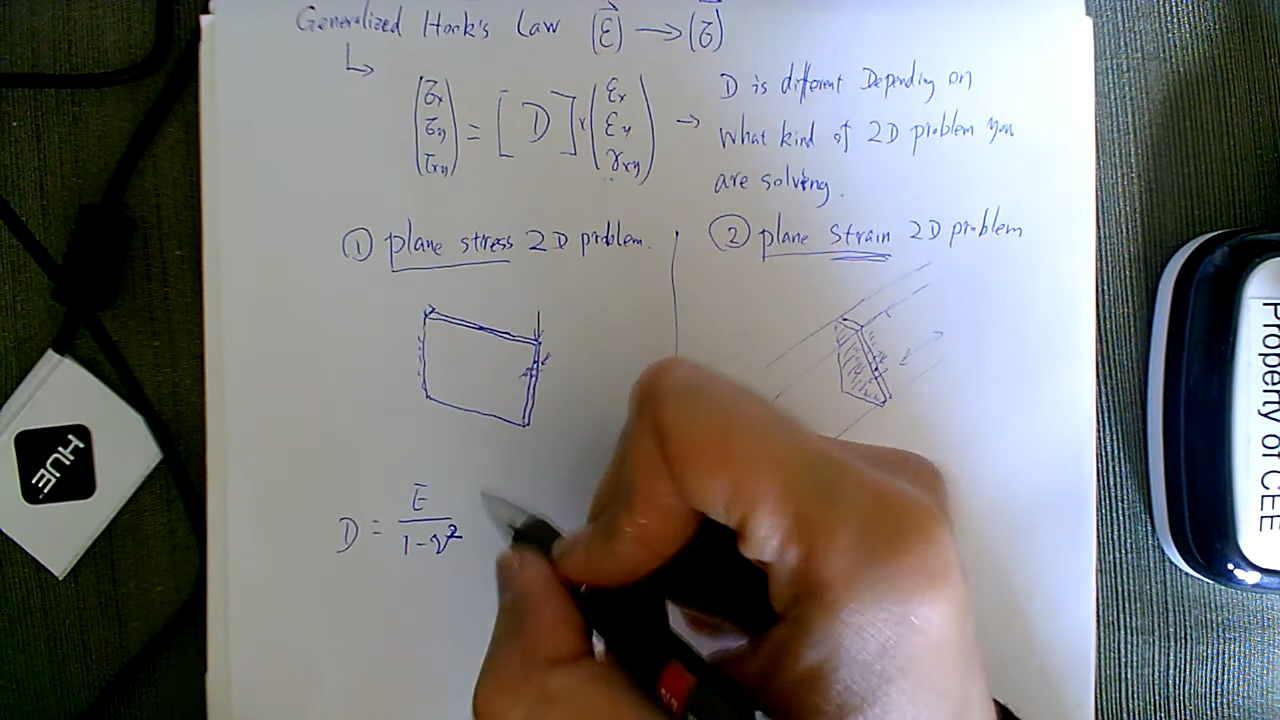 Generalized Hook's Law (ε) → (σ)
↳ (σx σy τxy) = [ D ] × (εx εy γxy) → D is different Depending on
what kind of 2D problem you
are solving.
① plane stress 2D problem.
② plane strain 2D problem
t
D = E / 1-ν²
HUE
Property of CEE